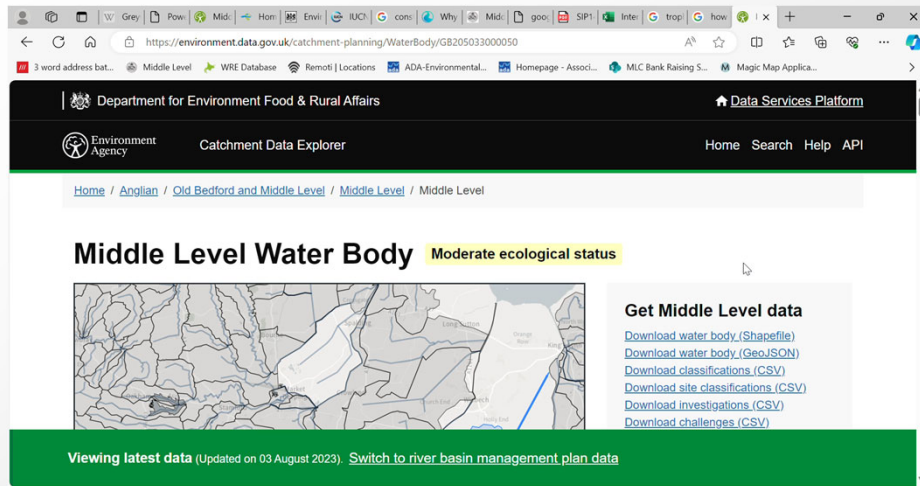 Grey
Pow
Mid
Hom
Envi
IUCN
cons
Why
Mid
goo
SIP1
Inter
trop
how
https://environment.data.gov.uk/catchment-planning/WaterBody/GB205033000050
3 word address bat...
Middle Level
WRE Database
Remoti | Locations
ADA-Environmental...
Homepage - Associ...
MLC Bank Raising S...
Magic Map Applica...
Department for Environment Food & Rural Affairs
Data Services Platform
Environment
Agency
Catchment Data Explorer
Home Search Help API
Home / Anglian / Old Bedford and Middle Level / Middle Level / Middle Level
Middle Level Water Body
Moderate ecological status
Spalding
Long Sutton
Get Middle Level data
Download water body (Shapefile)
Download water body (GeoJSON)
Download classifications (CSV)
Download site classifications (CSV)
Download investigations (CSV)
Download challenges (CSV)
Viewing latest data (Updated on 03 August 2023). Switch to river basin management plan data